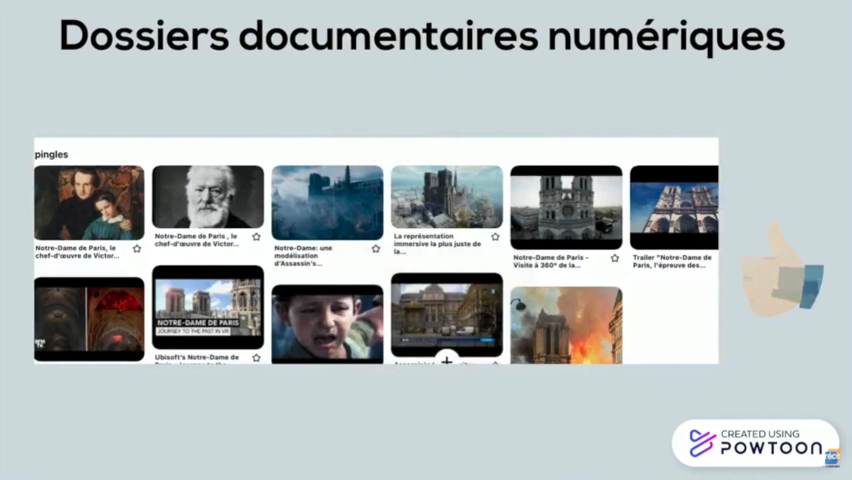 Dossiers documentaires numériques
pingles
Notre-Dame de Paris, le
chef-d'œuvre de Victor...
Notre-Dame de Paris , le
chef-d'œuvre de Victor...
Notre-Dame: une
modélisation
d'Assassin's...
La représentation
immersive la plus juste de
la...
Notre-Dame de Paris -
Visite à 360° de la...
Trailer "Notre-Dame de
Paris, l'épreuve des...
NOTRE-DAME DE PARIS
JOURNEY TO THE PAST IN VR
Ubisoft's Notre-Dame de
CREATED USING
POWTOON